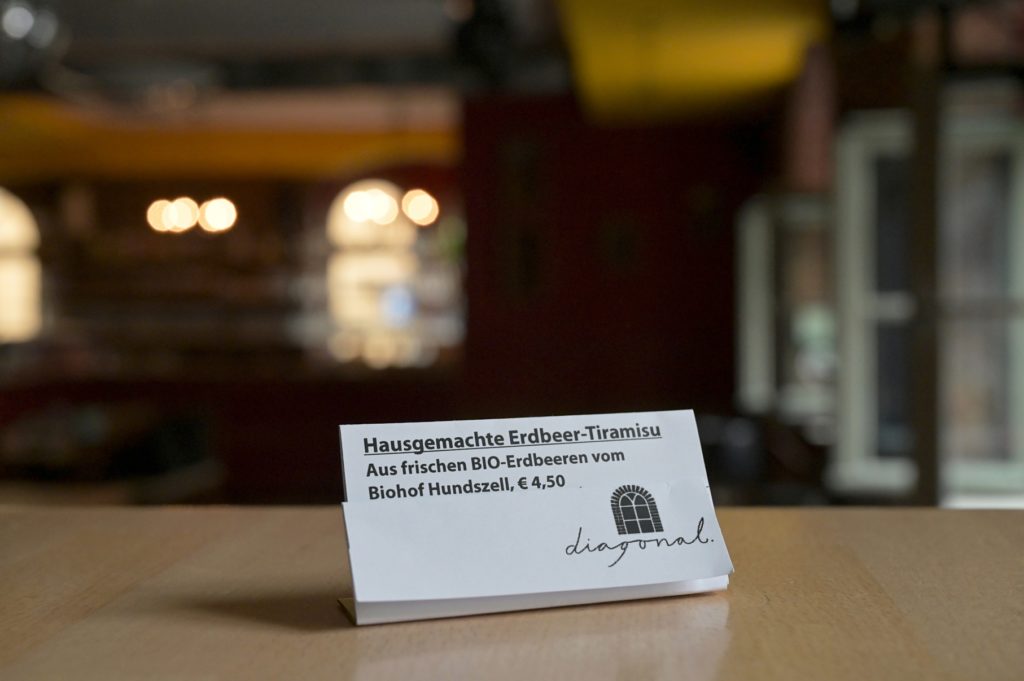 Hausgemachte Erdbeer-Tiramisu
Aus frischen BIO-Erdbeeren vom
Biohof Hundszell, € 4,50
diagonal.